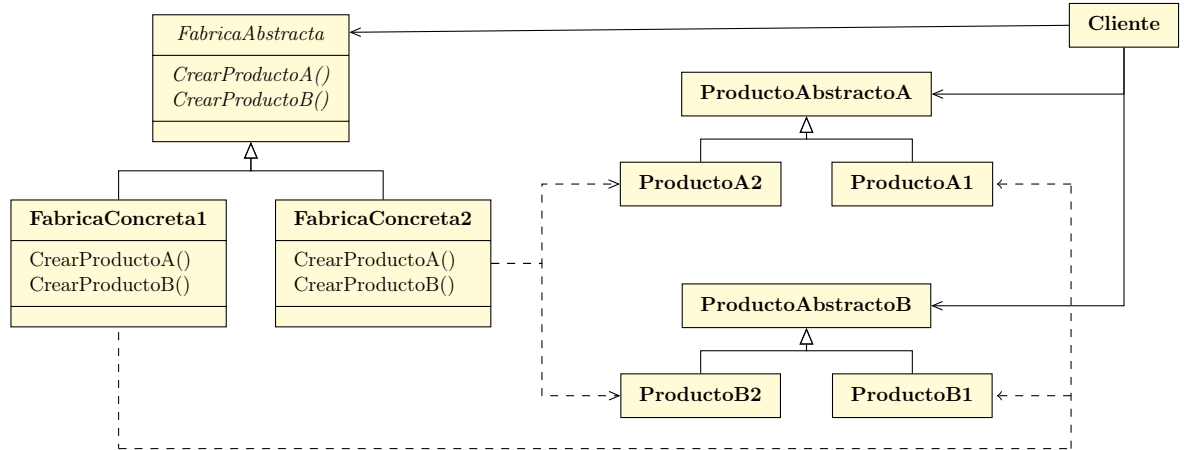 FabricaAbstracta
CrearProductoA()
CrearProductoB()
Cliente
ProductoAbstractoA
ProductoA2
ProductoA1
FabricaConcreta1
CrearProductoA()
CrearProductoB()
FabricaConcreta2
CrearProductoA()
CrearProductoB()
ProductoAbstractoB
ProductoB2
ProductoB1